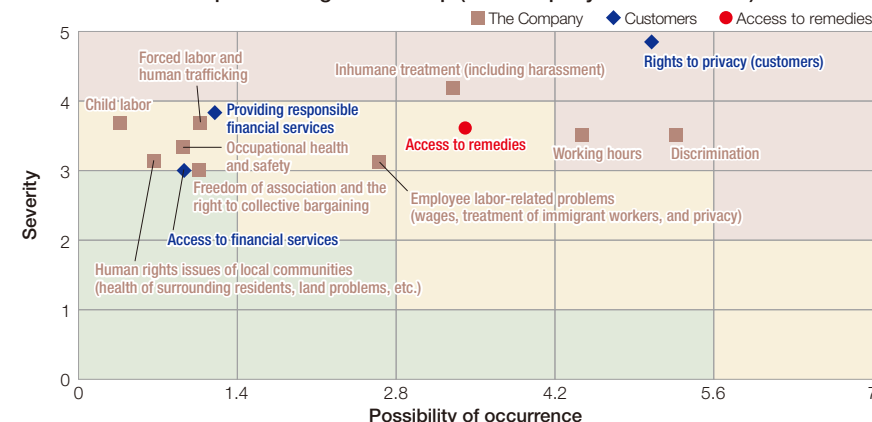 The Company Customers Access to remedies
5
Forced labor and
human trafficking
Inhumane treatment (including harassment)
Rights to privacy (customers)
4
Child labor
Providing responsible
financial services
Access to remedies
Occupational health
and safety
Working hours
Discrimination
3
Freedom of association and the
right to collective bargaining
Employee labor-related problems
(wages, treatment of immigrant workers, and privacy)
Severity
2
Access to financial services
Human rights issues of local communities
(health of surrounding residents, land problems, etc.)
1
0
0 1.4 2.8 4.2 5.6 7
Possibility of occurrence